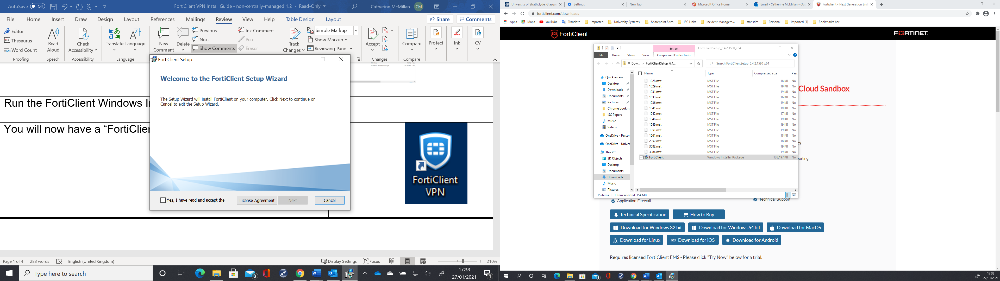 AutoSave Off FortiClient VPN Install Guide - non-centrally-managed 1.2 - Read-Only Catherine McMillan CM
File Home Insert Draw Design Layout References Mailings Review View Help Table Design Layout Share Comments
Editor
Thesaurus
Word Count
Proofing
Read Aloud
Speech
Check Accessibility
Accessibility
Translate Language
Language
New Comment
Delete
Previous
Next
Show Comments
Ink Comment
Pen
Eraser
Track Changes
Simple Markup
Show Markup
Reviewing Pane
Accept
Changes
Compare
Compare
Protect
Ink
CV
Windows Installer Package 138,197 KB No
Run the FortiClient Windows I
You will now have a “FortiClie
FortiClient Setup
Welcome to the FortiClient Setup Wizard
The Setup Wizard will install FortiClient on your computer. Click Next to continue or
Cancel to exit the Setup Wizard.
Yes, I have read and accept the License Agreement Next Cancel
FortiClient
VPN
Page 1 of 4 283 words English (United Kingdom) Display Settings Focus 210%
Type here to search 3 17:38
27/01/2021 1
University of Strathclyde, Glasgo Settings New Tab Microsoft Office Home Email - Catherine McMillan - Ou Forticlient - Next Generation End
forticlient.com/downloads
Apps Maps YouTube Translate Imported University Systems Sharepoint Sites ISC Links Incident Managem... statistics Personal Imported (1) Bookmarks bar
FortiClient FORTINET
Extract FortiClientSetup_6.4.2.1580_x64
File Home Share View Compressed Folder Tools
Dow... FortiClientSetup_6.4.... Search FortiClientSetup_6.4.2.1580_x64
Name Type Compressed size Pass
Quick access
Desktop
Downloads
Documents
Pictures
Chrome bookma
ISC Papers
Music
Videos
OneDrive - Person
OneDrive - Univer
This PC
3D Objects
Desktop
Documents
Downloads
Music
Pictures
1028.mst MST File 18 KB No
1029.mst MST File 19 KB No
1031.mst MST File 19 KB No
1033.mst MST File 16 KB No
1036.mst MST File 19 KB No
1041.mst MST File 19 KB No
1042.mst MST File 17 KB No
1046.mst MST File 19 KB No
1049.mst MST File 19 KB No
1051.mst MST File 19 KB No
1061.mst MST File 18 KB No
2052.mst MST File 18 KB No
3082.mst MST File 19 KB No
3084.mst MST File 19 KB No
FortiClient Windows Installer Package 138,197 KB No
15 items 1 item selected 154 MB
Cloud Sandbox
es
orting
Application Firewall Technical Support
Technical Specification How to Buy
Download for Windows 32 bit Download for Windows 64 bit Download for MacOS
Download for Linux iOS Download for iOS Download for Android
Requires licensed FortiClient EMS - Please click "Try Now" below for a trial.
3 17:38
27/01/2021